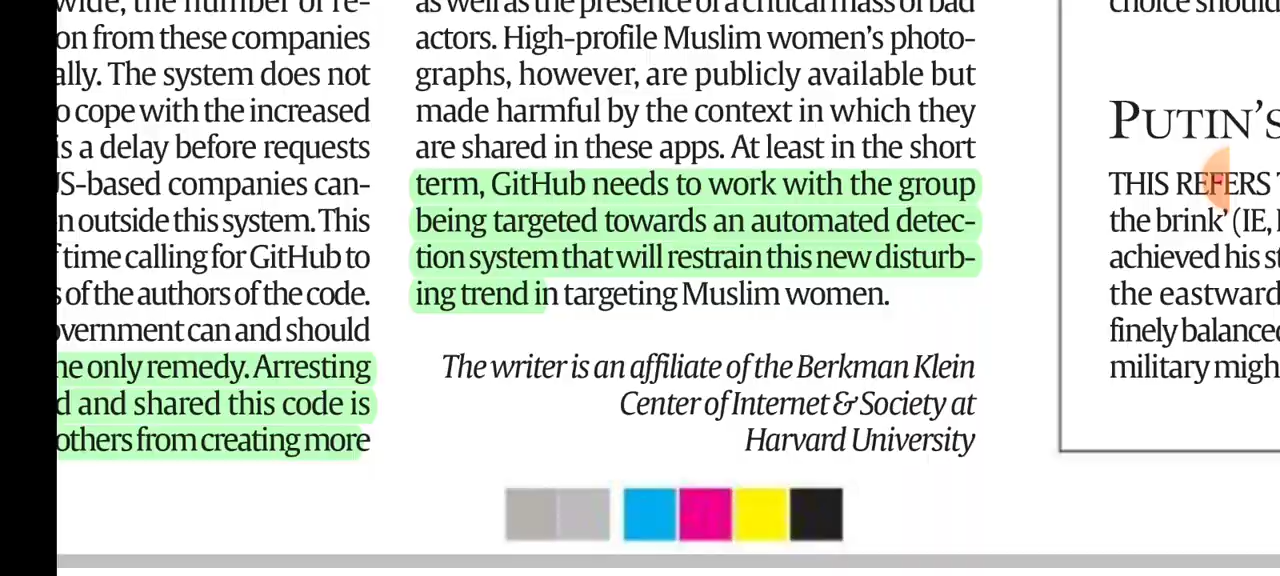 on from these companies
ally. The system does not
o cope with the increased
is a delay before requests
US-based companies can-
n outside this system. This
time calling for GitHub to
s of the authors of the code.
overnment can and should
he only remedy. Arresting
d and shared this code is
others from creating more
as well as the presence of a critical mass of bad
actors. High-profile Muslim women's photo-
graphs, however, are publicly available but
made harmful by the context in which they
are shared in these apps. At least in the short
term, GitHub needs to work with the group
being targeted towards an automated detec-
tion system that will restrain this new disturb-
ing trend in targeting Muslim women.
The writer is an affiliate of the Berkman Klein
Center of Internet & Society at
Harvard University
PUTIN'S
THIS REFERS
the brink' (IE,
achieved his
the eastward
finely balanced
military migh